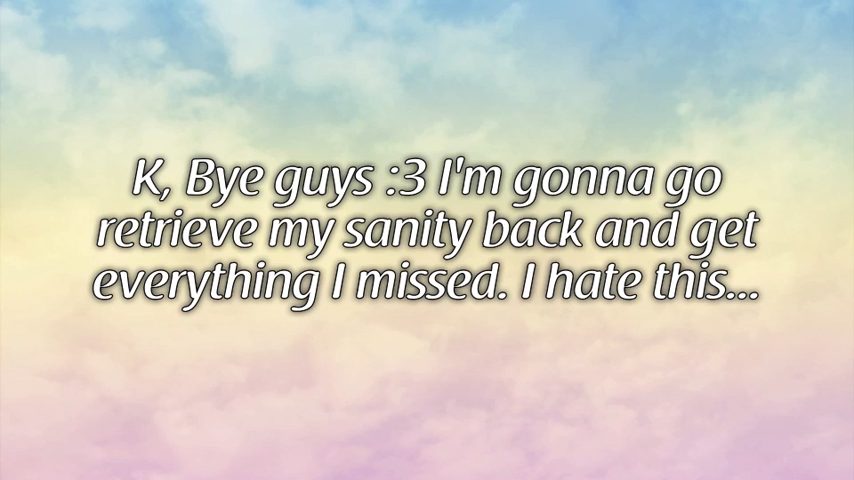 K, Bye guys :3 I'm gonna go
retrieve my sanity back and get
everything I missed. I hate this...